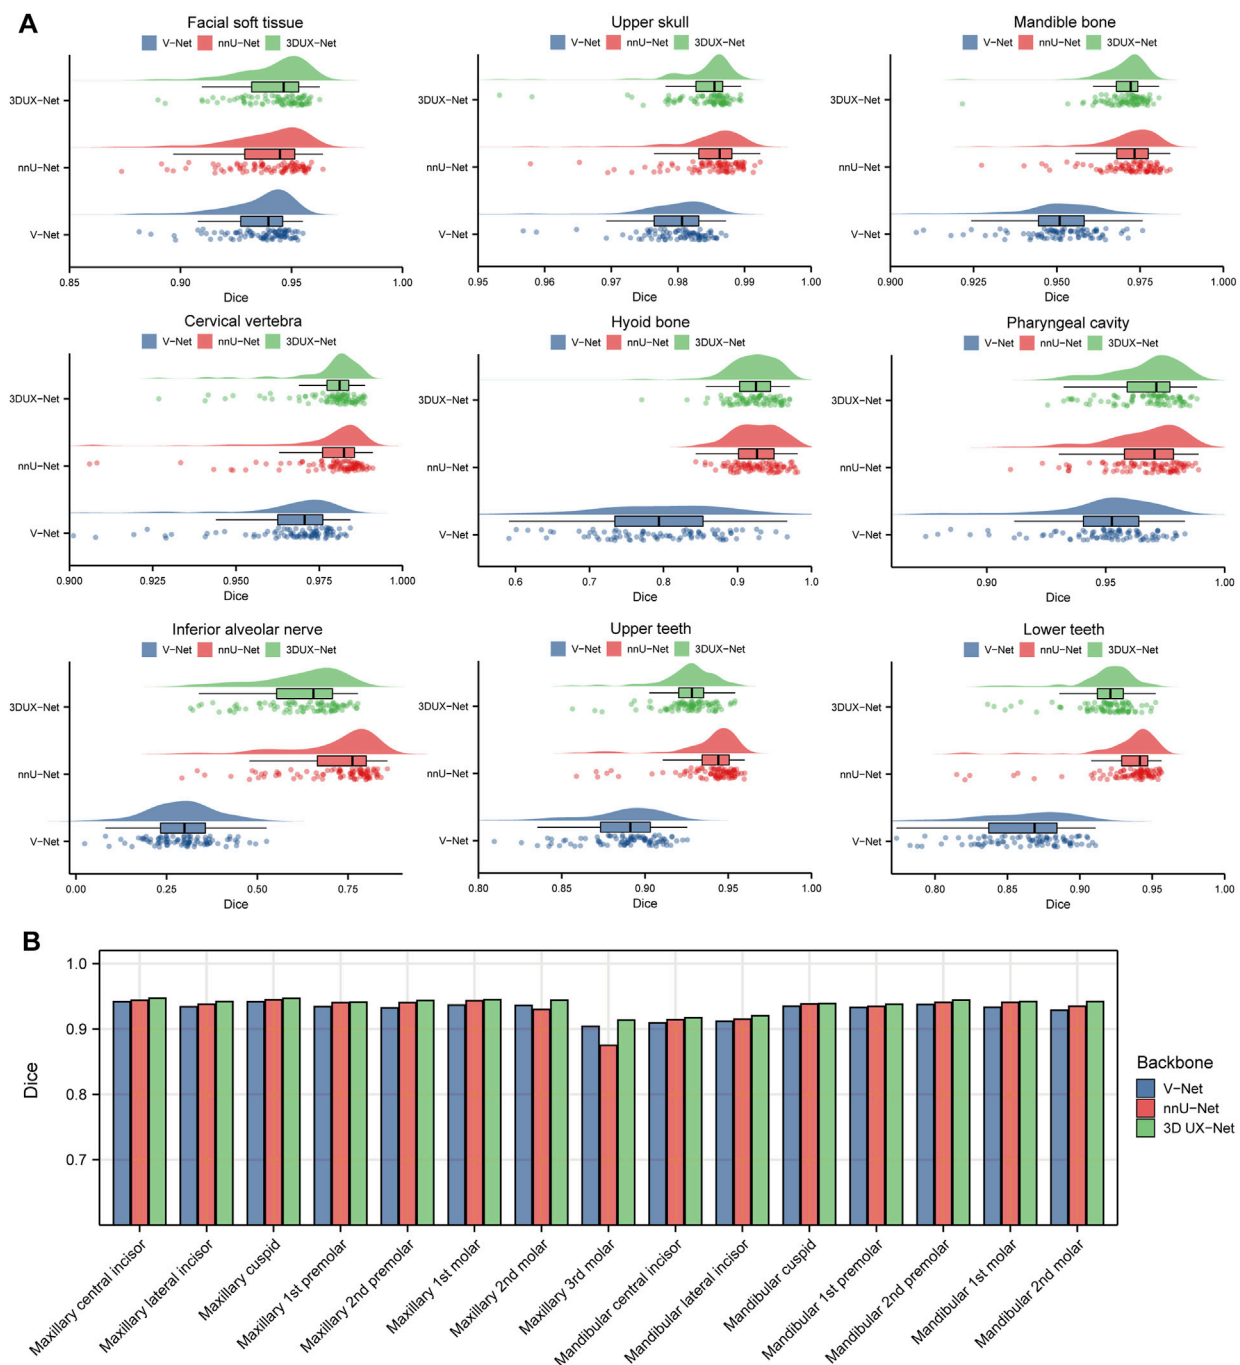 A
Facial soft tissue
V-Net nnU-Net 3DUX-Net
3DUX-Net
nnU-Net
V-Net
0.85 0.90 0.95 1.00
Dice
Upper skull
V-Net nnU-Net 3DUX-Net
3DUX-Net
nnU-Net
V-Net
0.95 0.96 0.97 0.98 0.99 1.00
Dice
Mandible bone
V-Net nnU-Net 3DUX-Net
3DUX-Net
nnU-Net
V-Net
0.900 0.925 0.950 0.975 1.000
Dice
Cervical vertebra
V-Net nnU-Net 3DUX-Net
3DUX-Net
nnU-Net
V-Net
0.900 0.925 0.950 0.975 1.000
Dice
Hyoid bone
V-Net nnU-Net 3DUX-Net
3DUX-Net
nnU-Net
V-Net
0.6 0.7 0.8 0.9 1.0
Dice
Pharyngeal cavity
V-Net nnU-Net 3DUX-Net
3DUX-Net
nnU-Net
V-Net
0.90 0.95 1.00
Dice
Inferior alveolar nerve
V-Net nnU-Net 3DUX-Net
3DUX-Net
nnU-Net
V-Net
0.00 0.25 0.50 0.75
Dice
Upper teeth
V-Net nnU-Net 3DUX-Net
3DUX-Net
nnU-Net
V-Net
0.80 0.85 0.90 0.95 1.00
Dice
Lower teeth
V-Net nnU-Net 3DUX-Net
3DUX-Net
nnU-Net
V-Net
0.80 0.85 0.90 0.95 1.00
Dice
B
1.0
0.9
0.8
0.7
Dice
Maxillary central incisor
Maxillary lateral incisor
Maxillary cuspid
Maxillary 1st premolar
Maxillary 2nd premolar
Maxillary 1st molar
Maxillary 2nd molar
Maxillary 3rd molar
Mandibular central incisor
Mandibular lateral incisor
Mandibular cuspid
Mandibular 1st premolar
Mandibular 2nd premolar
Mandibular 1st molar
Mandibular 2nd molar
Backbone
V-Net
nnU-Net
3D UX-Net